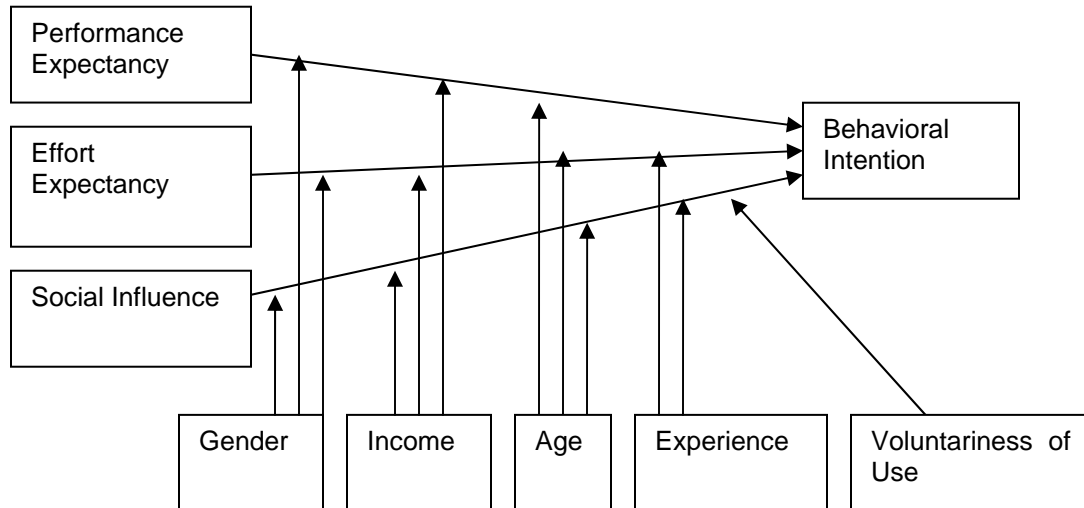 Performance
Expectancy
Effort
Expectancy
Behavioral
Intention
Social Influence
Gender
Income
Age
Experience
Voluntariness of
Use